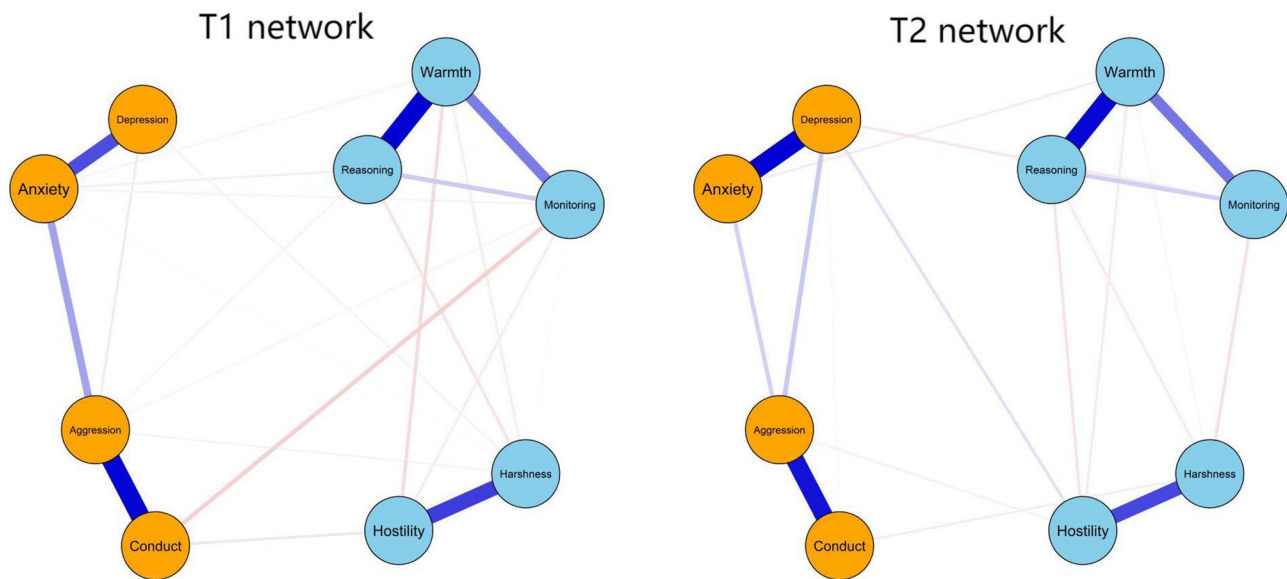 T1 network
Warmth
Depression
Reasoning
Anxiety
Monitoring
Aggression
Harshness
Hostility
Conduct
T2 network
Warmth
Depression
Reasoning
Anxiety
Monitoring
Aggression
Harshness
Hostility
Conduct